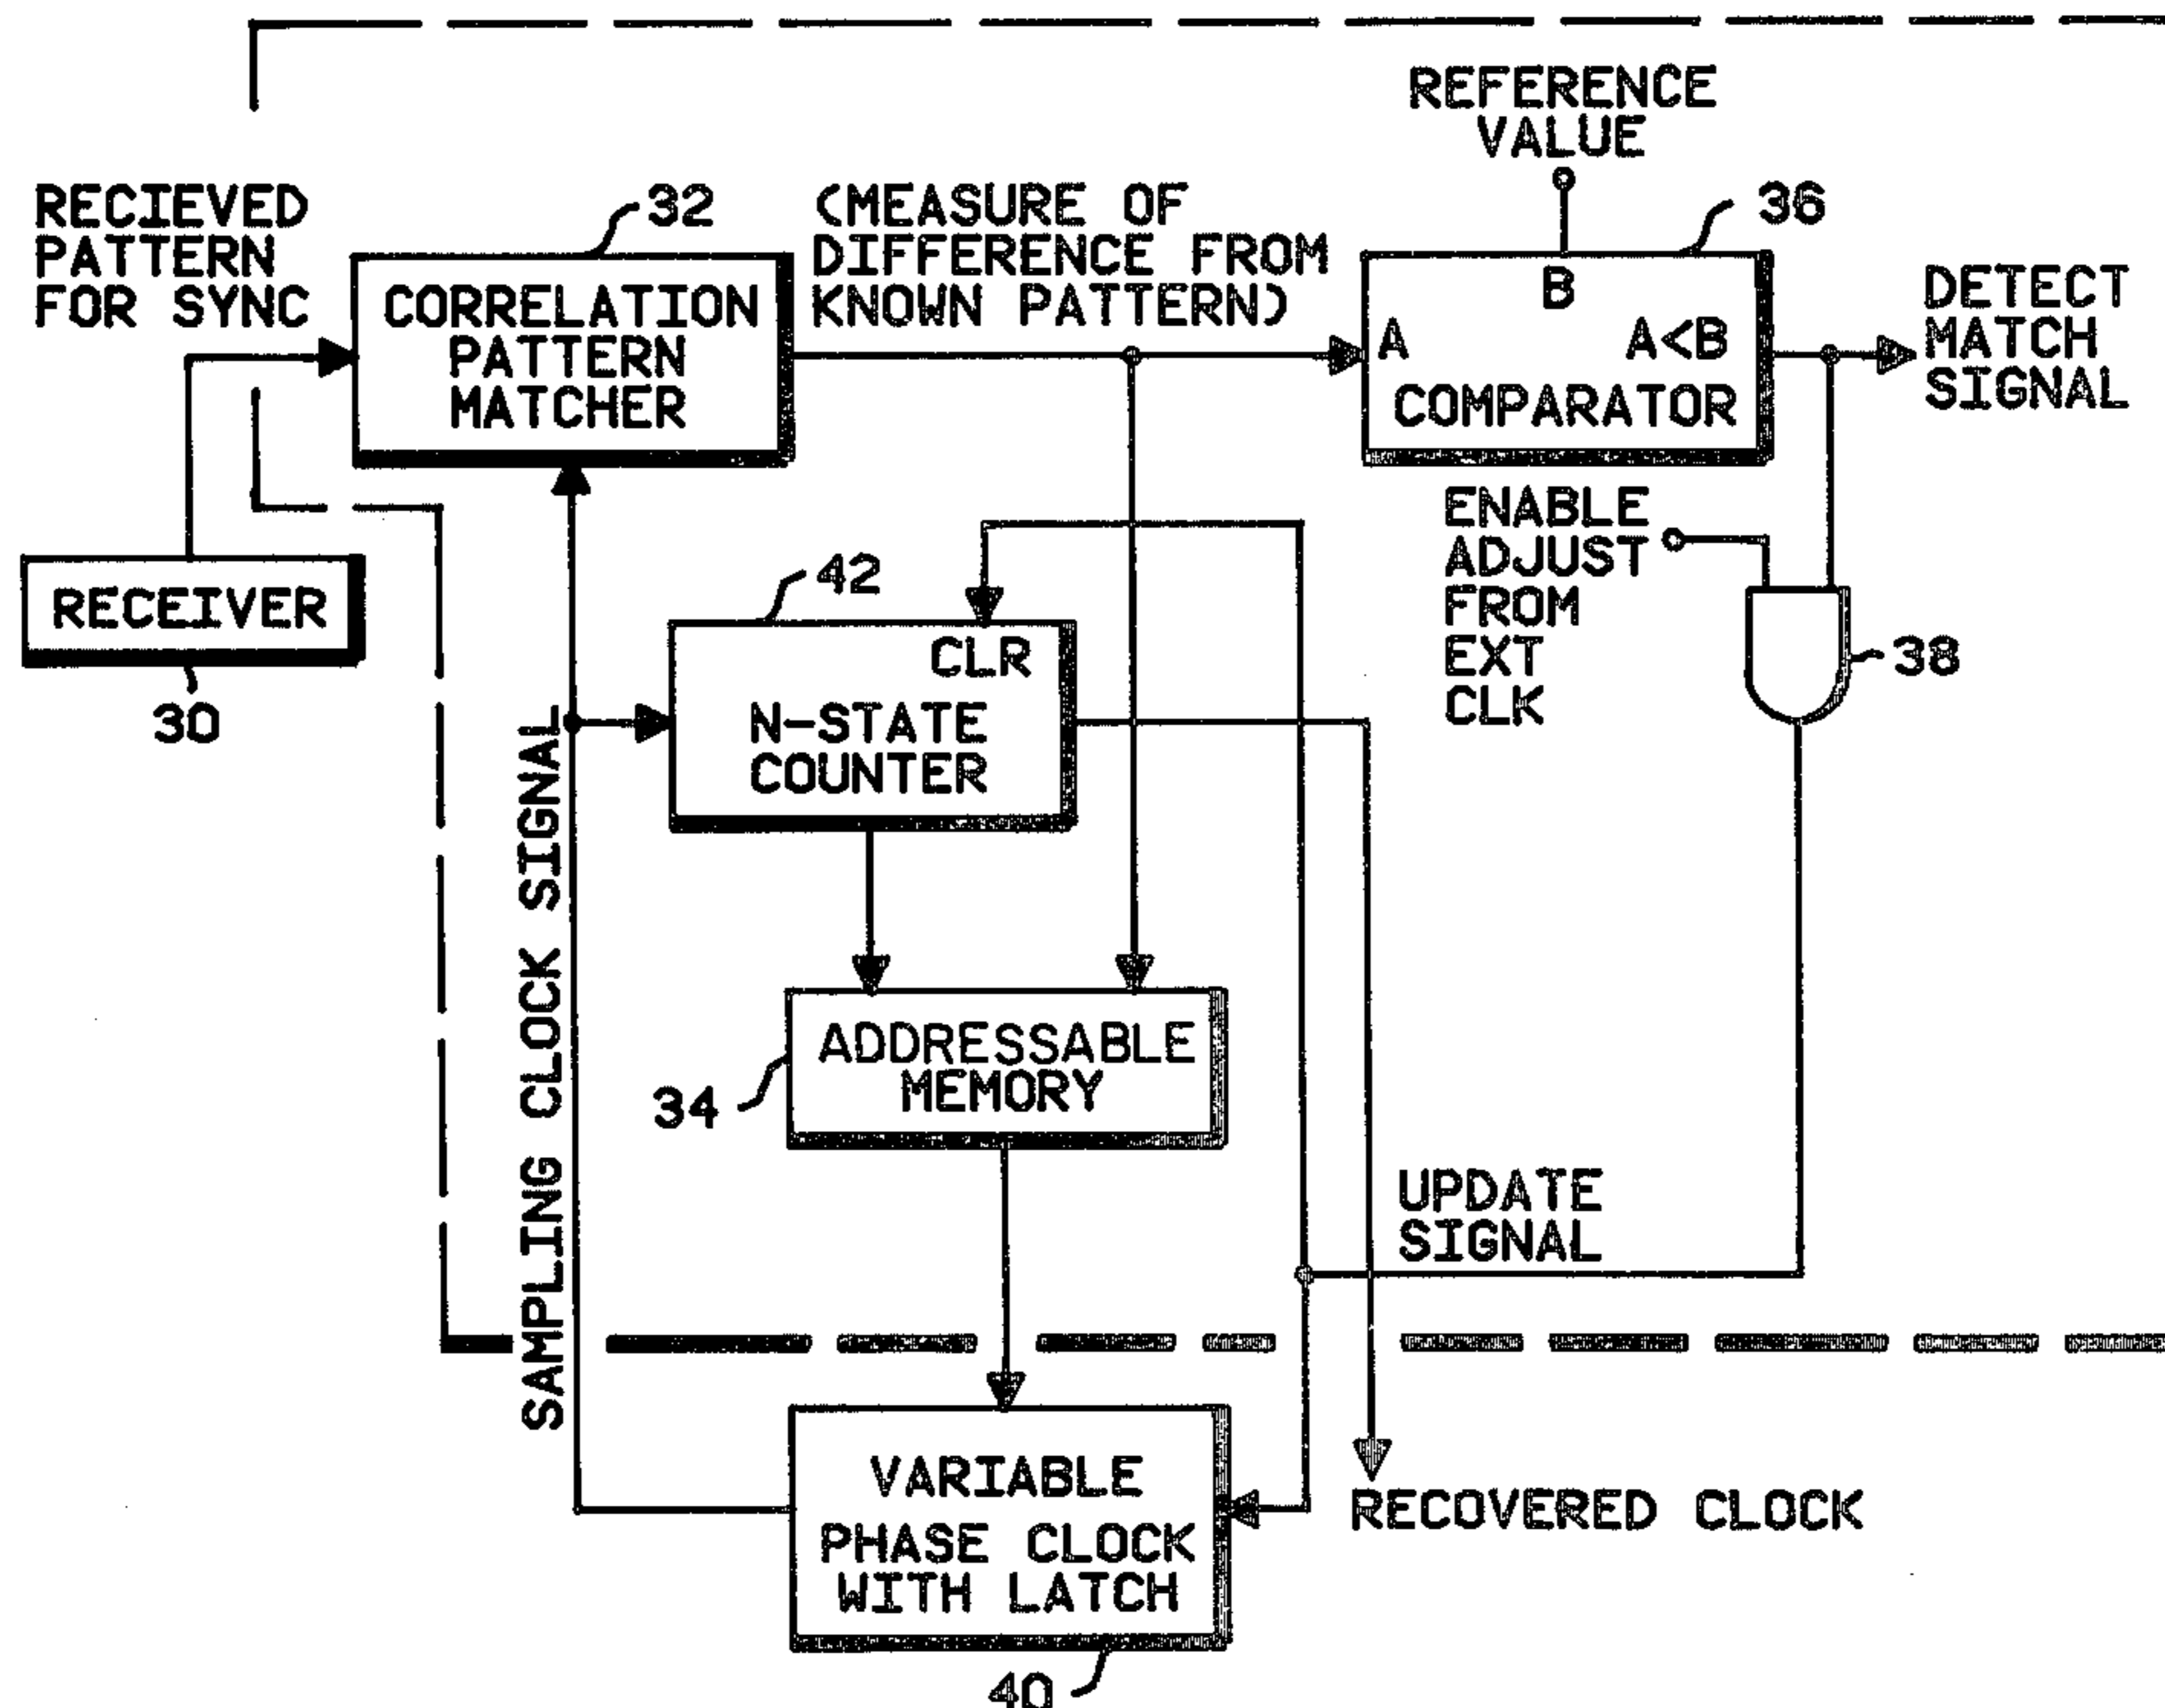 REFERENCE
VALUE
RECIEVED
PATTERN
FOR SYNC
32
(MEASURE OF
DIFFERENCE FROM
KNOWN PATTERN)
36
CORRELATION
PATTERN
MATCHER
B
A
A<B
COMPARATOR
DETECT
MATCH
SIGNAL
ENABLE
ADJUST
FROM
EXT
CLK
38
RECEIVER
30
42
CLR
N-STATE
COUNTER
SAMPLING CLOCK SIGNAL
ADDRESSABLE
MEMORY
34
UPDATE
SIGNAL
VARIABLE
PHASE CLOCK
WITH LATCH
RECOVERED CLOCK
40